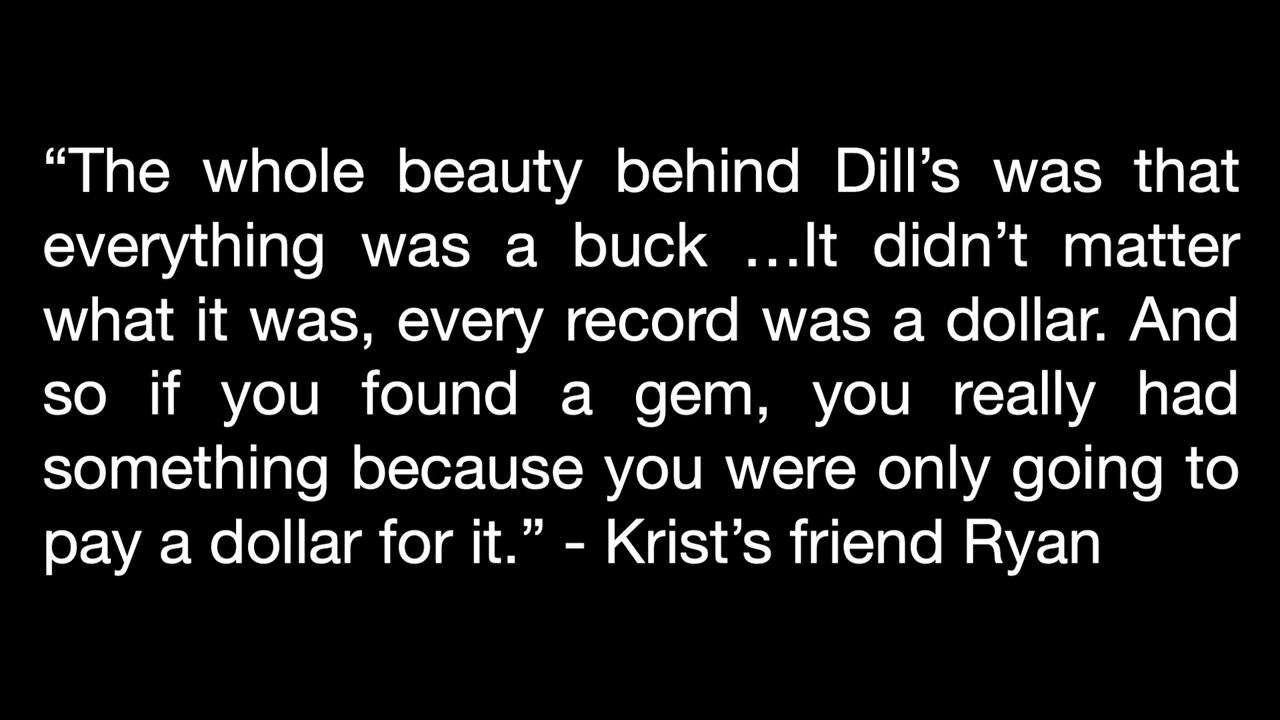 “The whole beauty behind Dill’s was that
everything was a buck …It didn’t matter
what it was, every record was a dollar. And
so if you found a gem, you really had
something because you were only going to
pay a dollar for it.” - Krist’s friend Ryan